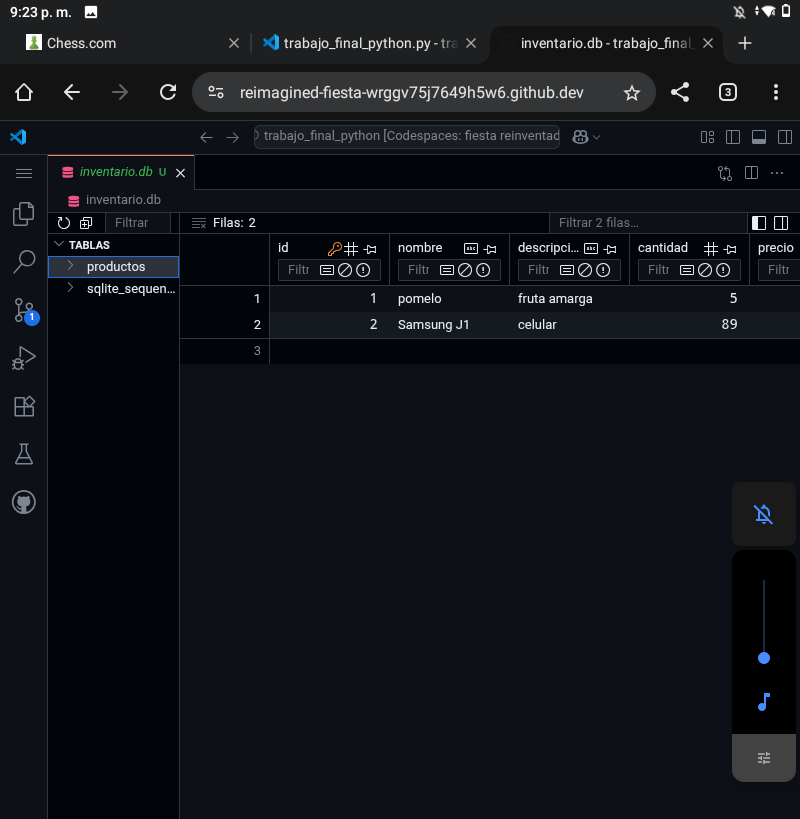 9:23 p. m.
Chess.com
trabajo_final_python.py - tra
inventario.db - trabajo_final_
reimagined-fiesta-wrggv75j7649h5w6.github.dev
3
trabajo_final_python [Codespaces: fiesta reinventad
inventario.db U
inventario.db
Filtrar
Filas: 2
Filtrar 2 filas...
TABLAS
productos
sqlite_sequen...
id
nombre
descripci...
cantidad
precio
Filtr
Filtr
Filtr
Filtr
Filtr
1 1 pomelo fruta amarga 5
2 2 Samsung J1 celular 89
3
1